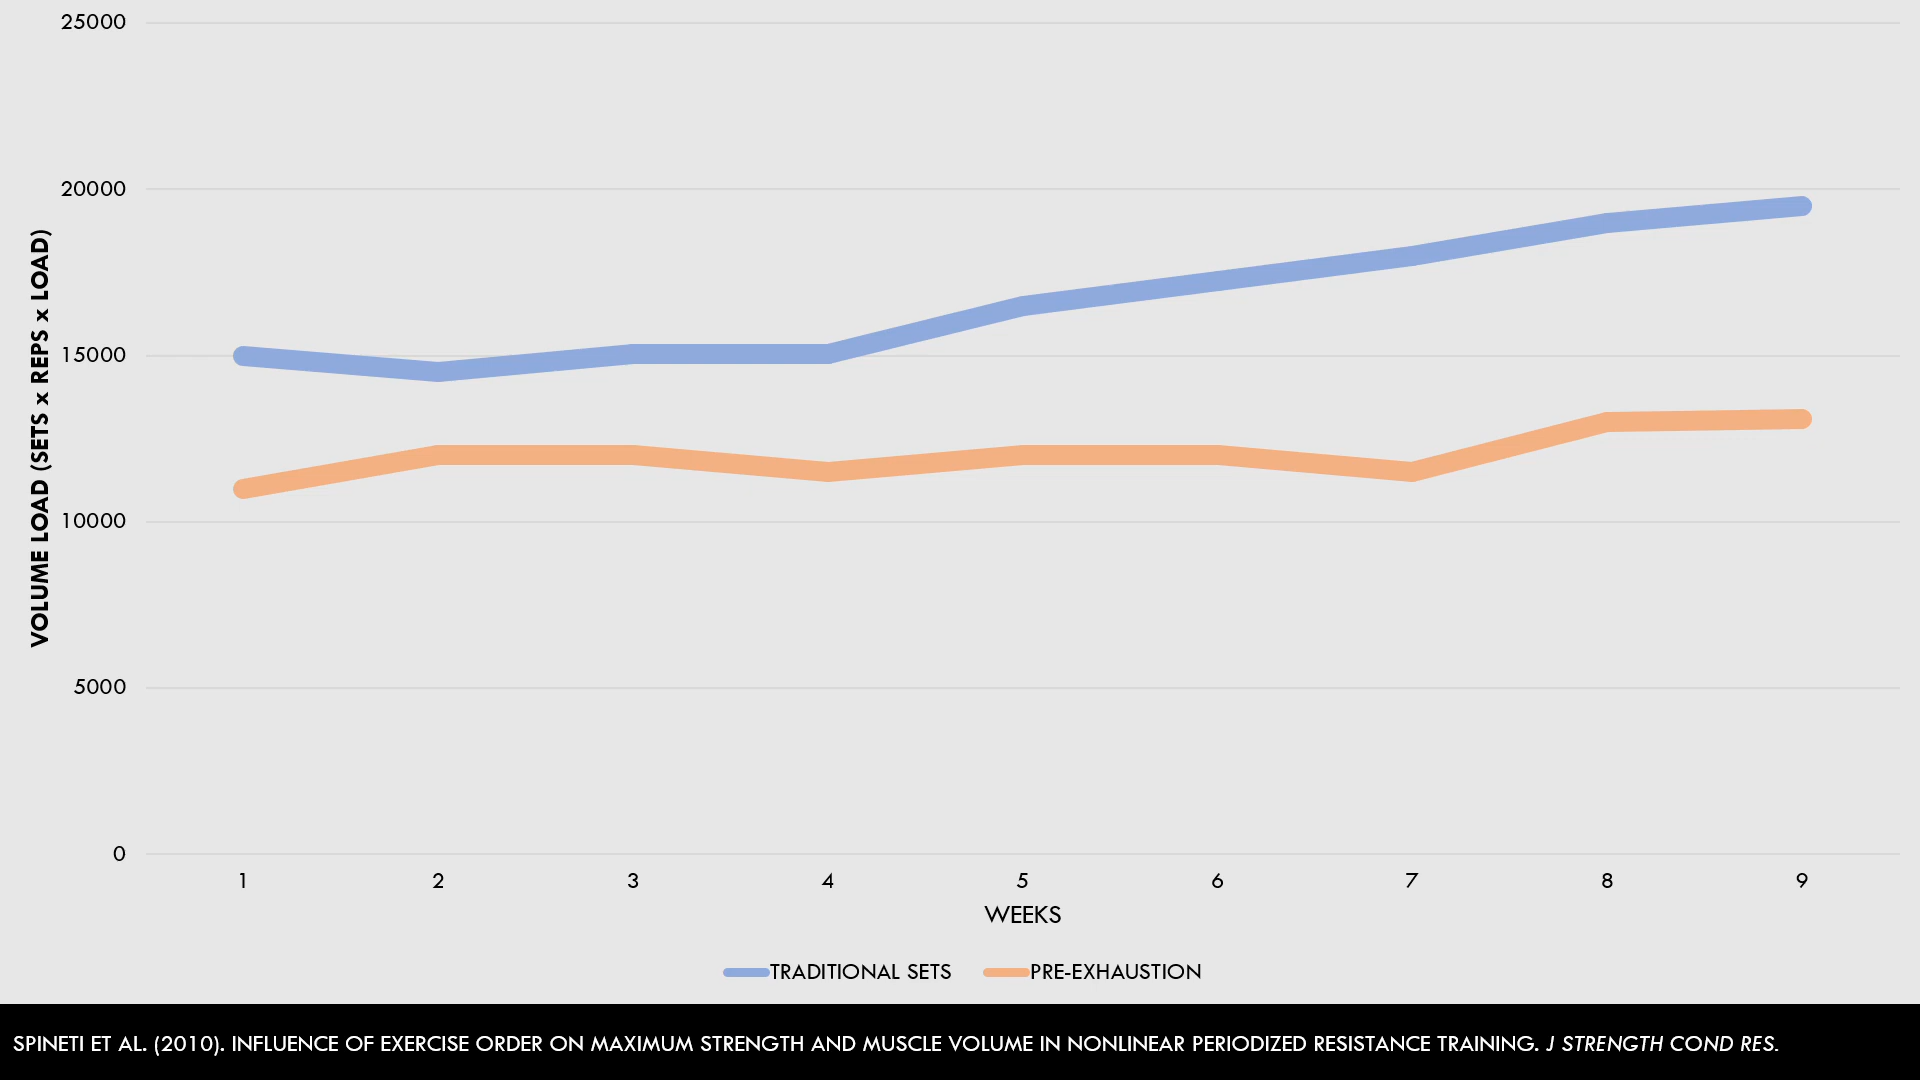 25000
20000
15000
10000
5000
0
VOLUME LOAD (SETS x REPS x LOAD)
1 2 3 4 5 6 7 8 9
WEEKS
TRADITIONAL SETS PRE-EXHAUSTION
SPINETI ET AL. (2010). INFLUENCE OF EXERCISE ORDER ON MAXIMUM STRENGTH AND MUSCLE VOLUME IN NONLINEAR PERIODIZED RESISTANCE TRAINING. J STRENGTH COND RES.